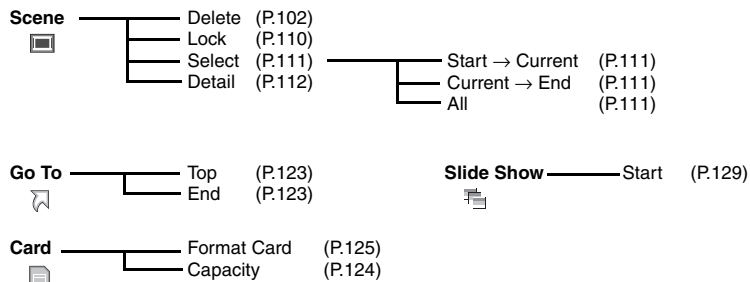 Scene Delete (P.102)
Lock (P.110)
Select (P.111) Start → Current (P.111)
Detail (P.112) Current → End (P.111)
All (P.111)
Go To Top (P.123) Slide Show Start (P.129)
End (P.123)
Card Format Card (P.125)
Capacity (P.124)